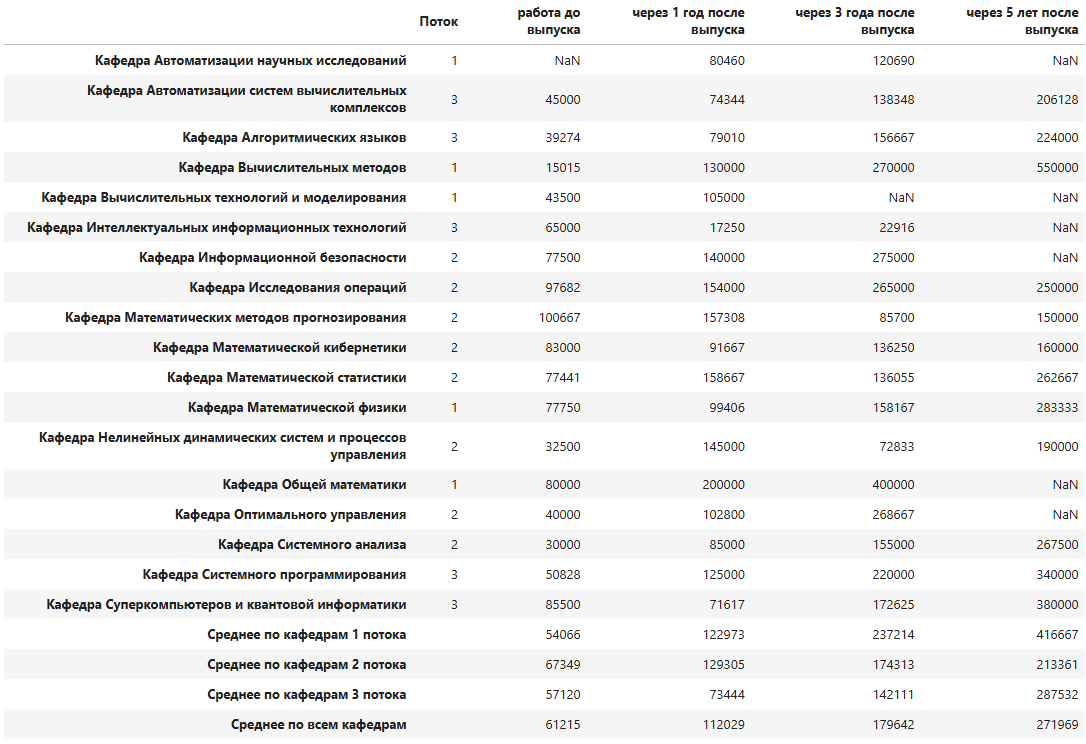 Поток работа до выпуска через 1 год после выпуска через 3 года после выпуска через 5 лет после выпуска
Кафедра Автоматизации научных исследований 1 NaN 80460 120690 NaN
Кафедра Автоматизации систем вычислительных комплексов 3 45000 74344 138348 206128
Кафедра Алгоритмических языков 3 39274 79010 156667 224000
Кафедра Вычислительных методов 1 15015 130000 270000 550000
Кафедра Вычислительных технологий и моделирования 1 43500 105000 NaN NaN
Кафедра Интеллектуальных информационных технологий 3 65000 17250 22916 NaN
Кафедра Информационной безопасности 2 77500 140000 275000 NaN
Кафедра Исследования операций 2 97682 154000 265000 250000
Кафедра Математических методов прогнозирования 2 100667 157308 85700 150000
Кафедра Математической кибернетики 2 83000 91667 136250 160000
Кафедра Математической статистики 2 77441 158667 136055 262667
Кафедра Математической физики 1 77750 99406 158167 283333
Кафедра Нелинейных динамических систем и процессов управления 2 32500 145000 72833 190000
Кафедра Общей математики 1 80000 200000 400000 NaN
Кафедра Оптимального управления 2 40000 102800 268667 NaN
Кафедра Системного анализа 2 30000 85000 155000 267500
Кафедра Системного программирования 3 50828 125000 220000 340000
Кафедра Суперкомпьютеров и квантовой информатики 3 85500 71617 172625 380000
Среднее по кафедрам 1 потока 54066 122973 237214 416667
Среднее по кафедрам 2 потока 67349 129305 174313 213361
Среднее по кафедрам 3 потока 57120 73444 142111 287532
Среднее по всем кафедрам 61215 112029 179642 271969